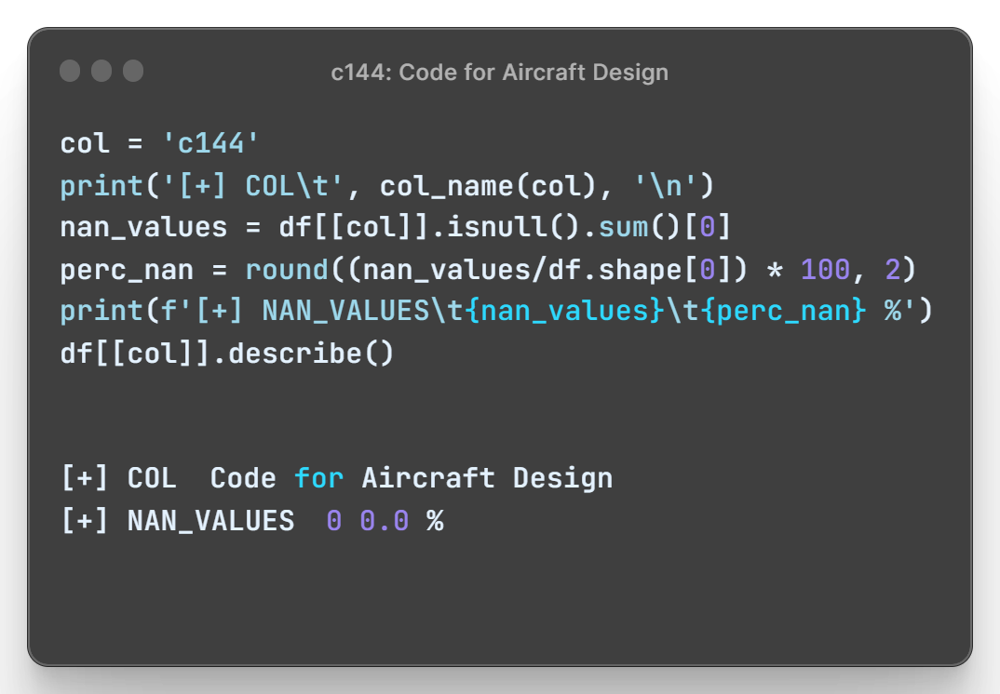 c144: Code for Aircraft Design
col = 'c144'
print('[+] COL\t', col_name(col), '\n')
nan_values = df[[col]].isnull().sum()[0]
perc_nan = round((nan_values/df.shape[0]) * 100, 2)
print(f'[+] NAN_VALUES\t{nan_values}\t{perc_nan} %')
df[[col]].describe()
[+] COL  Code for Aircraft Design
[+] NAN_VALUES  0 0.0 %